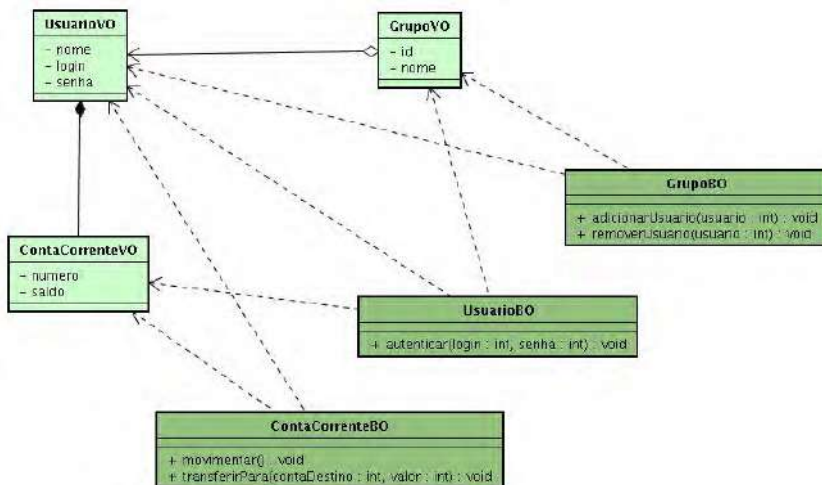 UsuarioVO
- nome
- login
- senha
GrupoVO
- id
- nome
GrupoBO
+ adicionarUsuario(usuario : int) : void
+ removerUsuario(usuario : int) : void
ContaCorrenteVO
- numero
- saldo
UsuarioBO
+ autenticar(login : int, senha : int) : void
ContaCorrenteBO
+ movimentar() : void
+ transferirPara(contaDestino : int, valor : int) : void